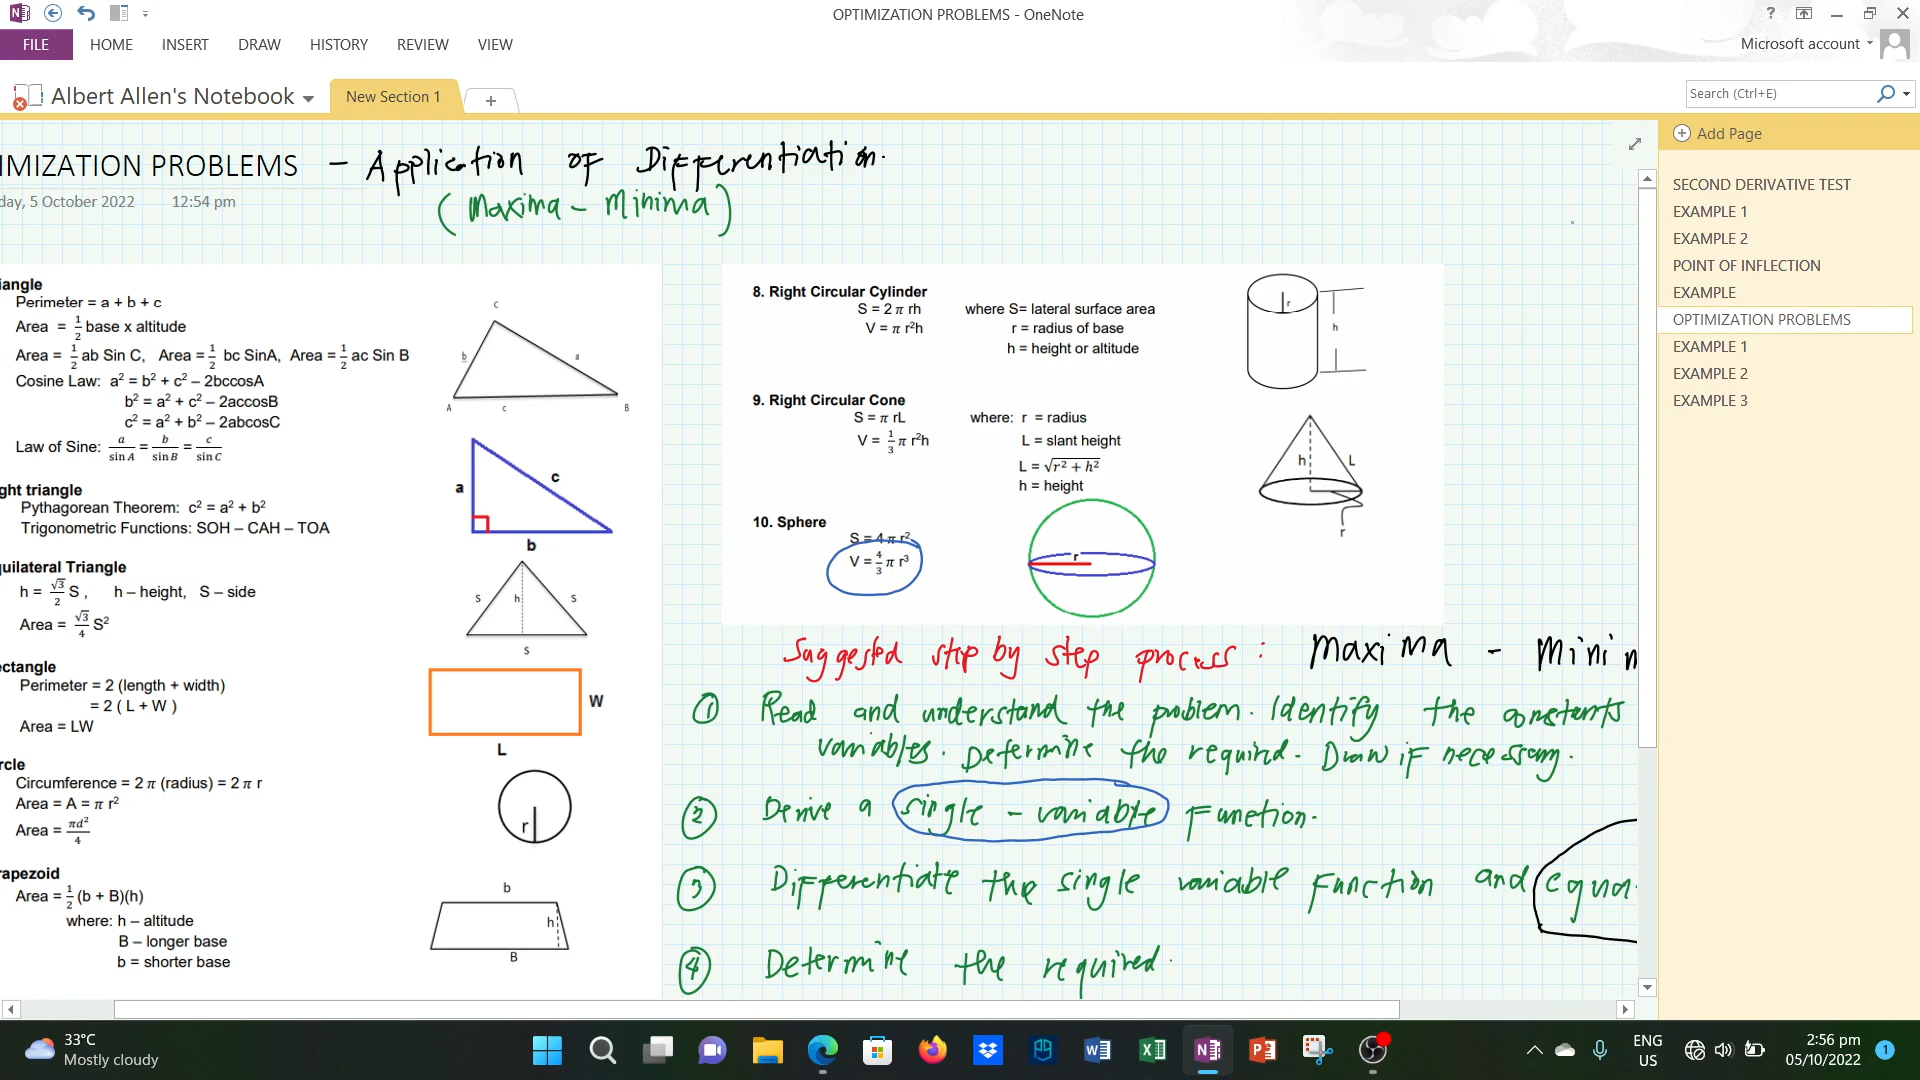 OPTIMIZATION PROBLEMS - OneNote
FILE HOME INSERT DRAW HISTORY REVIEW VIEW
Microsoft account
Albert Allen's Notebook
New Section 1
Search (Ctrl+E)
IMIZATION PROBLEMS - Application of Differentiation.
day, 5 October 2022 12:54 pm
(Maxima - Minima)
iangle
Perimeter = a + b + c
Area = 1/2 base x altitude
Area = 1/2 ab Sin C, Area = 1/2 bc SinA, Area = 1/2 ac Sin B
Cosine Law: a² = b² + c² – 2bccosA
b² = a² + c² – 2accosB
c² = a² + b² – 2abcosC
Law of Sine: a/sin A = b/sin B = c/sin C
C
b
a
A
c
B
ght triangle
Pythagorean Theorem: c² = a² + b²
Trigonometric Functions: SOH – CAH – TOA
a
c
b
quilateral Triangle
h = √3/2 S , h – height, S – side
Area = √3/4 S²
S
h
S
S
ectangle
Perimeter = 2 (length + width)
= 2 ( L + W )
Area = LW
W
L
rcle
Circumference = 2 π (radius) = 2 π r
Area = A = π r²
Area = πd²/4
r
rapezoid
Area = 1/2 (b + B)(h)
where: h – altitude
B – longer base
b = shorter base
b
h
B
8. Right Circular Cylinder
S = 2 π rh where S= lateral surface area
V = π r²h r = radius of base
h = height or altitude
r
h
9. Right Circular Cone
S = π rL where: r = radius
V = 1/3 π r²h L = slant height
L = √r² + h²
h = height
h
L
r
10. Sphere
S = 4 π r²
V = 4/3 π r³
r
Suggested step by step process : Maxima - Minim
① Read and understand the problem. Identify the constants
variables. Determine the required. Draw if necessary.
② Derive a single - variable function.
③ Differentiate the single variable function and equa
④ Determine the required.
Add Page
SECOND DERIVATIVE TEST
EXAMPLE 1
EXAMPLE 2
POINT OF INFLECTION
EXAMPLE
OPTIMIZATION PROBLEMS
EXAMPLE 1
EXAMPLE 2
EXAMPLE 3
33°C
Mostly cloudy
ENG
US
2:56 pm
05/10/2022
1